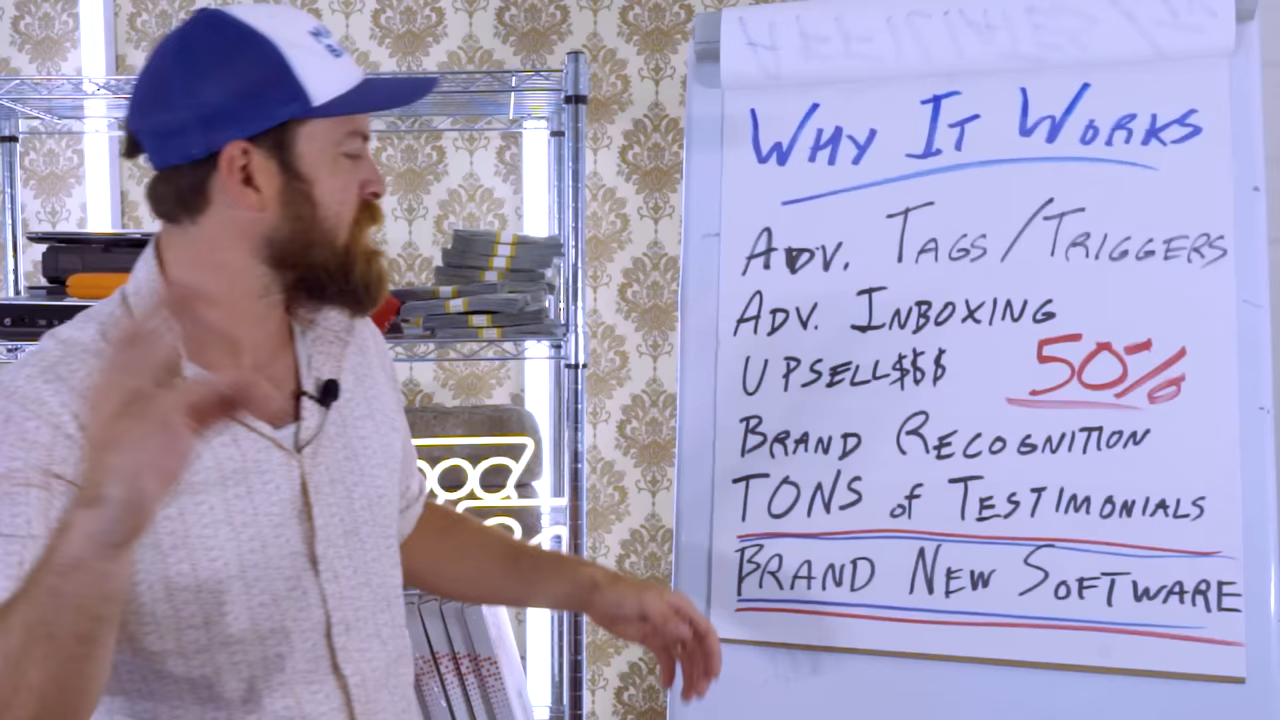 WHY IT WORKS
ADV. TAGS/TRIGGERS
ADV. INBOXING
UPSELL$$$ 50%
BRAND RECOGNITION
TONS of TESTIMONIALS
BRAND NEW SOFTWARE